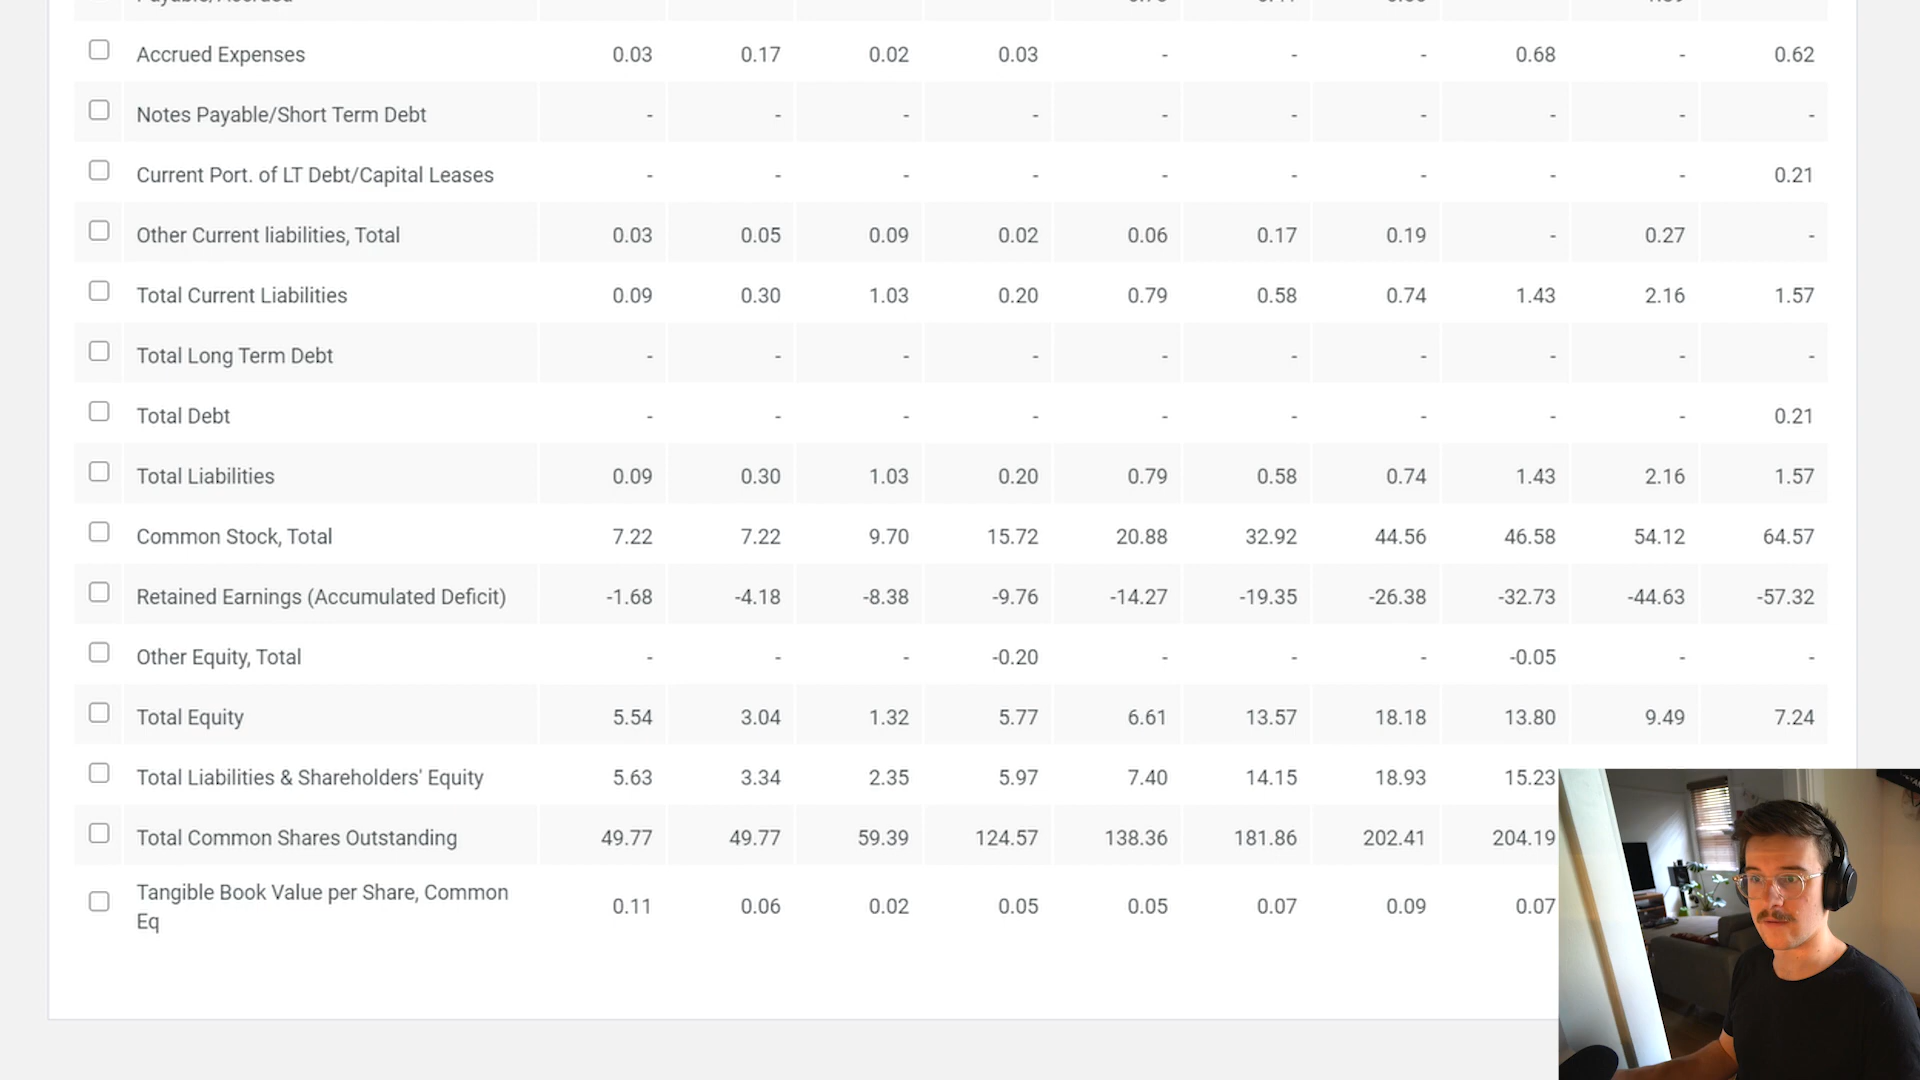 Accrued Expenses 0.03 0.17 0.02 0.03 - - - 0.68 - 0.62
Notes Payable/Short Term Debt - - - - - - - - - -
Current Port. of LT Debt/Capital Leases - - - - - - - - - 0.21
Other Current liabilities, Total 0.03 0.05 0.09 0.02 0.06 0.17 0.19 - 0.27 -
Total Current Liabilities 0.09 0.30 1.03 0.20 0.79 0.58 0.74 1.43 2.16 1.57
Total Long Term Debt - - - - - - - - - -
Total Debt - - - - - - - - - 0.21
Total Liabilities 0.09 0.30 1.03 0.20 0.79 0.58 0.74 1.43 2.16 1.57
Common Stock, Total 7.22 7.22 9.70 15.72 20.88 32.92 44.56 46.58 54.12 64.57
Retained Earnings (Accumulated Deficit) -1.68 -4.18 -8.38 -9.76 -14.27 -19.35 -26.38 -32.73 -44.63 -57.32
Other Equity, Total - - - -0.20 - - - -0.05 - -
Total Equity 5.54 3.04 1.32 5.77 6.61 13.57 18.18 13.80 9.49 7.24
Total Liabilities & Shareholders' Equity 5.63 3.34 2.35 5.97 7.40 14.15 18.93 15.23
Total Common Shares Outstanding 49.77 49.77 59.39 124.57 138.36 181.86 202.41 204.19
Tangible Book Value per Share, Common
Eq 0.11 0.06 0.02 0.05 0.05 0.07 0.09 0.07